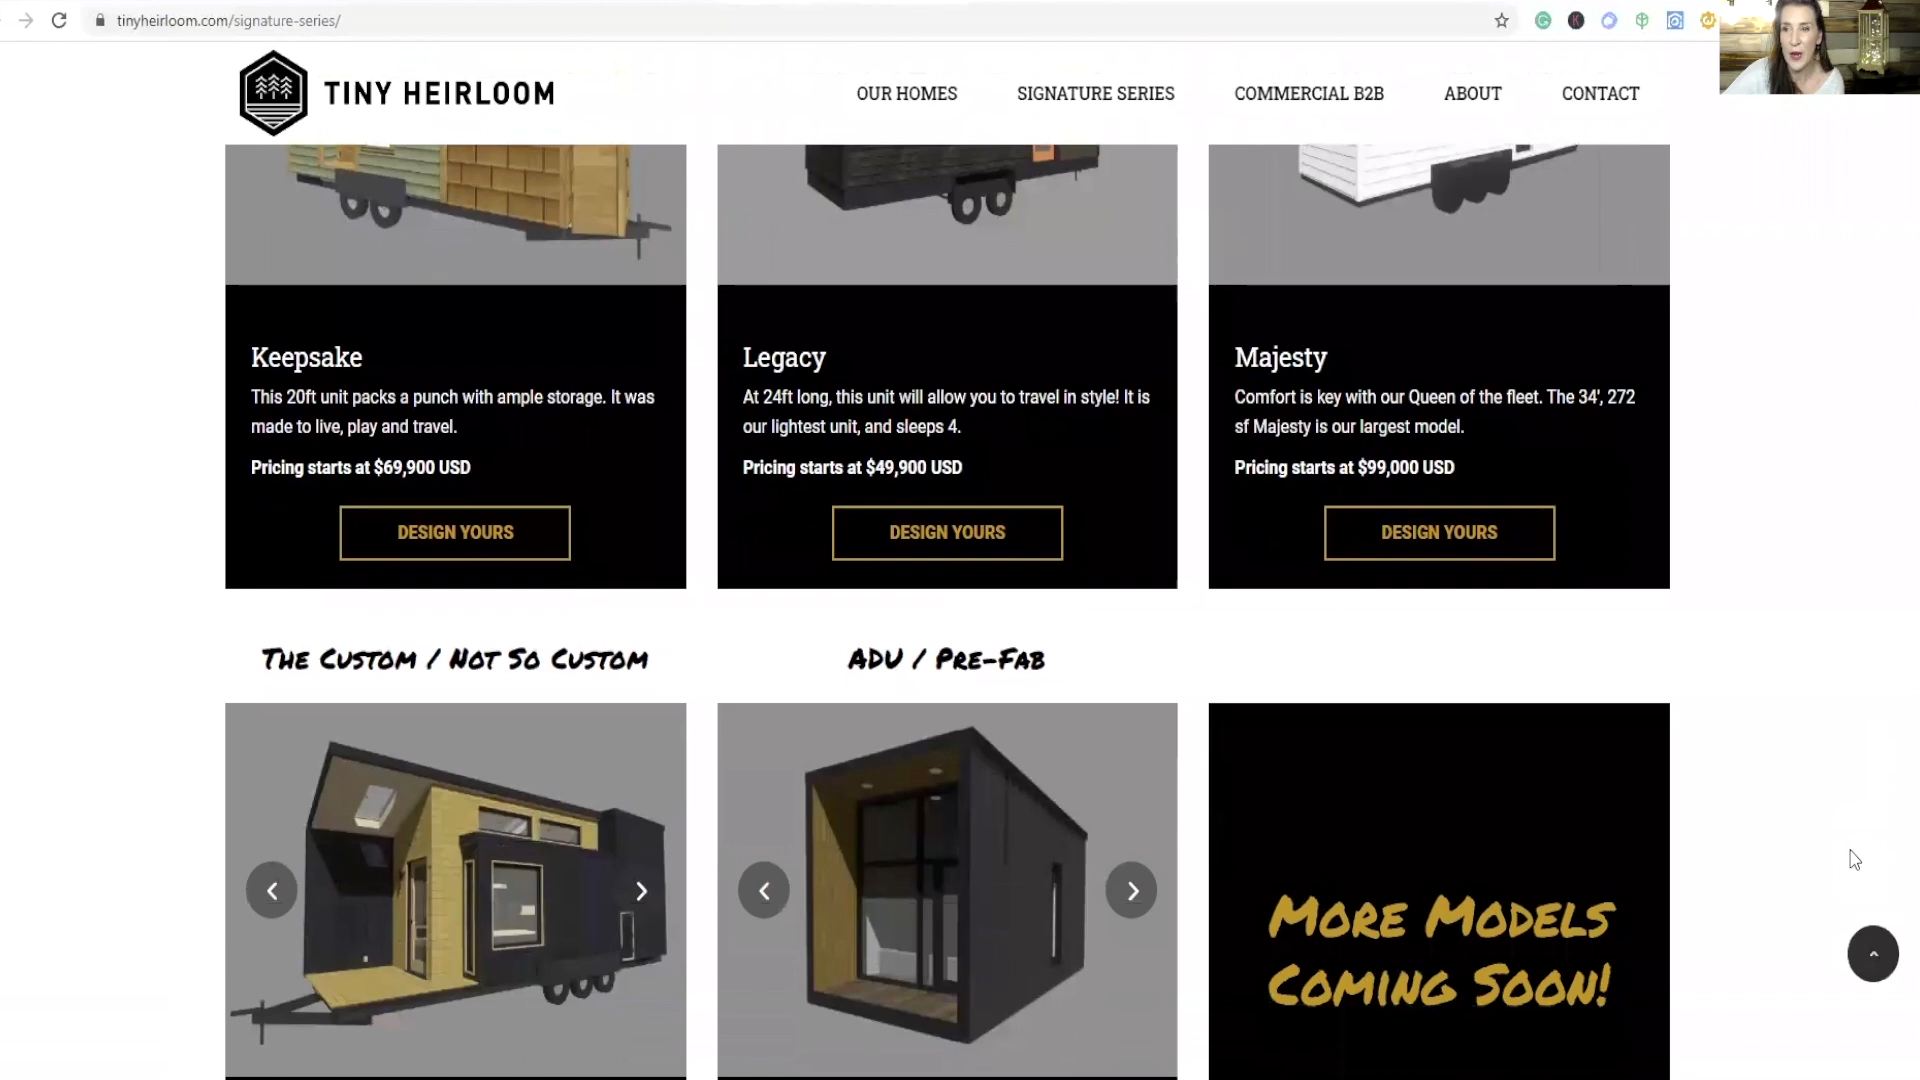 tinyheirloom.com/signature-series/
TINY HEIRLOOM
OUR HOMES
SIGNATURE SERIES
COMMERCIAL B2B
ABOUT
CONTACT
Keepsake
This 20ft unit packs a punch with ample storage. It was
made to live, play and travel.
Pricing starts at $69,900 USD
DESIGN YOURS
Legacy
At 24ft long, this unit will allow you to travel in style! It is
our lightest unit, and sleeps 4.
Pricing starts at $49,900 USD
DESIGN YOURS
Majesty
Comfort is key with our Queen of the fleet. The 34', 272
sf Majesty is our largest model.
Pricing starts at $99,000 USD
DESIGN YOURS
THE CUSTOM / NOT SO CUSTOM
ADU / PRE-FAB
MORE MODELS
COMING SOON!